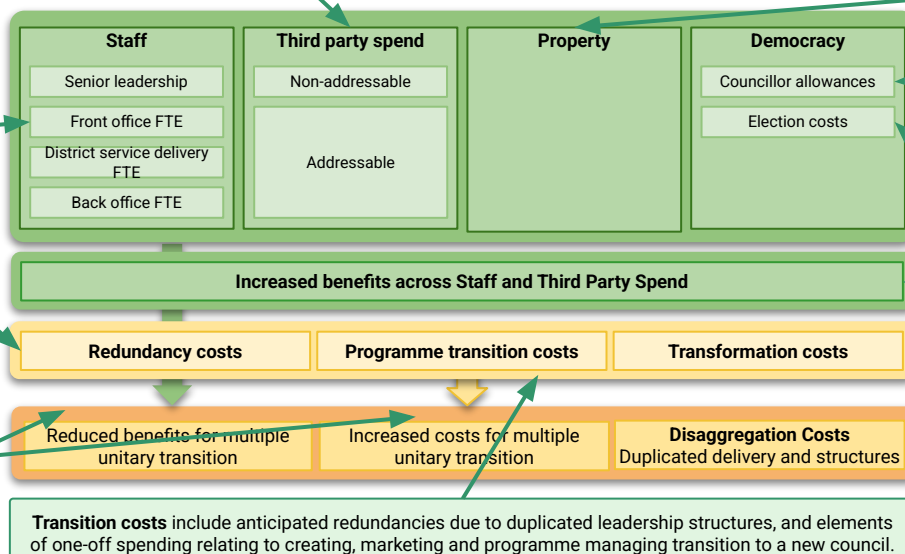 Staff
Third party spend
Property
Democracy
Senior leadership
Non-addressable
Councillor allowances
Front office FTE
Addressable
Election costs
District service delivery
FTE
Back office FTE
Increased benefits across Staff and Third Party Spend
Redundancy costs
Programme transition costs
Transformation costs
Reduced benefits for multiple
unitary transition
Increased costs for multiple
unitary transition
Disaggregation Costs
Duplicated delivery and structures
Transition costs include anticipated redundancies due to duplicated leadership structures, and elements
of one-off spending relating to creating, marketing and programme managing transition to a new council.